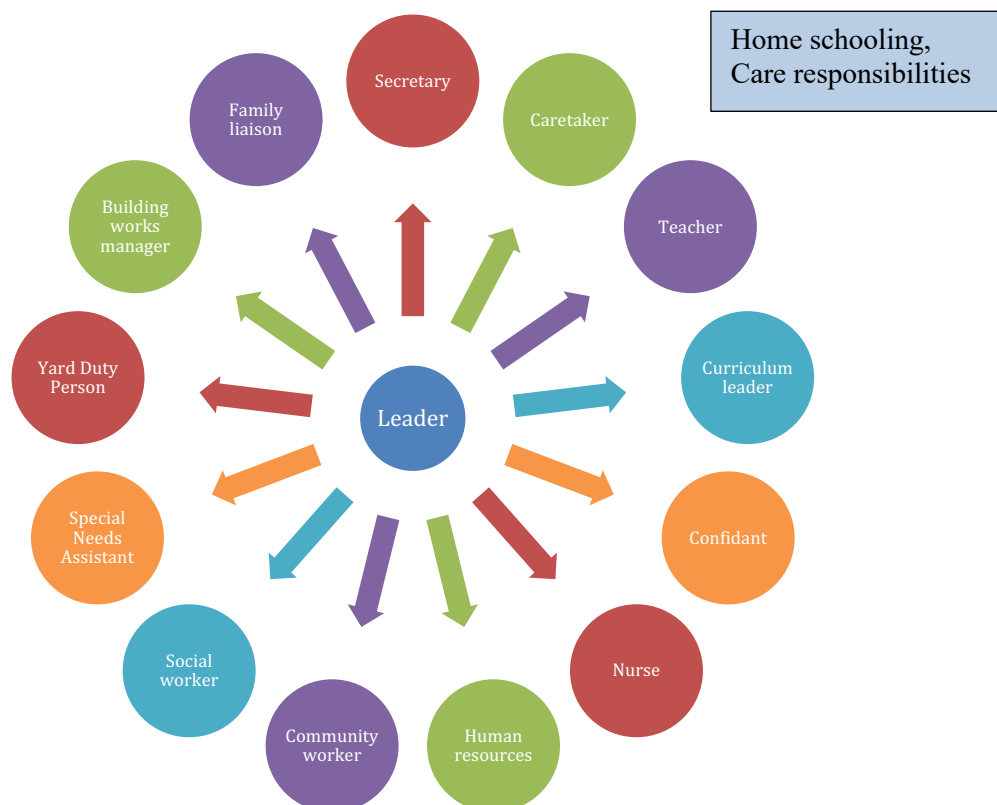 Home schooling,
Care responsibilities
Secretary
Caretaker
Teacher
Curriculum
leader
Confidant
Nurse
Human
resources
Community
worker
Social
worker
Special
Needs
Assistant
Yard Duty
Person
Building
works
manager
Family
liaison
Leader